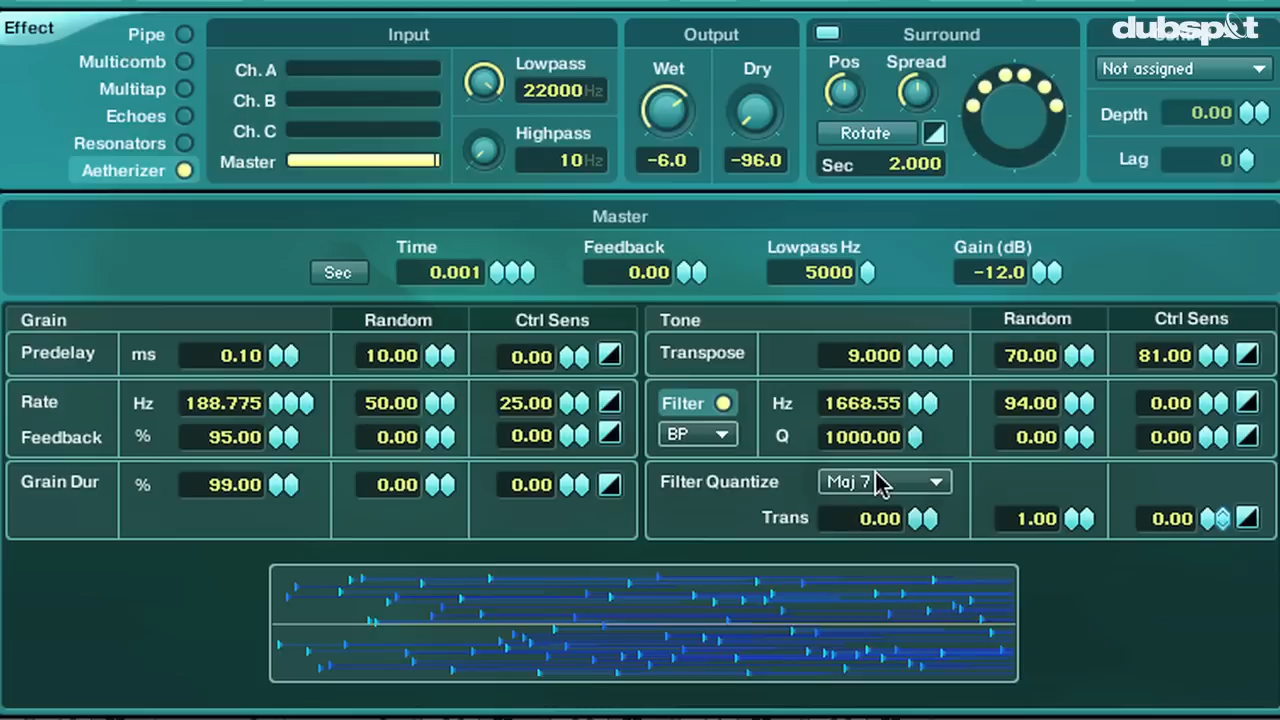 Effect
Pipe
Multicomb
Multitap
Echoes
Resonators
Aetherizer
Input
Ch. A
Ch. B
Ch. C
Master
Lowpass
22000 Hz
Highpass
10 Hz
Output
Wet
Dry
-6.0
-96.0
Surround
Pos
Spread
Rotate
Sec 2.000
dubspot
Not assigned
Depth 0.00
Lag 0
Master
Time
Feedback
Lowpass Hz
Gain (dB)
Sec
0.001
0.00
5000
-12.0
Grain
Random
Ctrl Sens
Predelay ms 0.10 10.00 0.00
Rate Hz 188.775 50.00 25.00
Feedback % 95.00 0.00 0.00
Grain Dur % 99.00 0.00 0.00
Tone
Random
Ctrl Sens
Transpose 9.000 70.00 81.00
Filter Hz 1668.55 94.00 0.00
BP Q 1000.00 0.00 0.00
Filter Quantize Maj 7
Trans 0.00 1.00 0.00